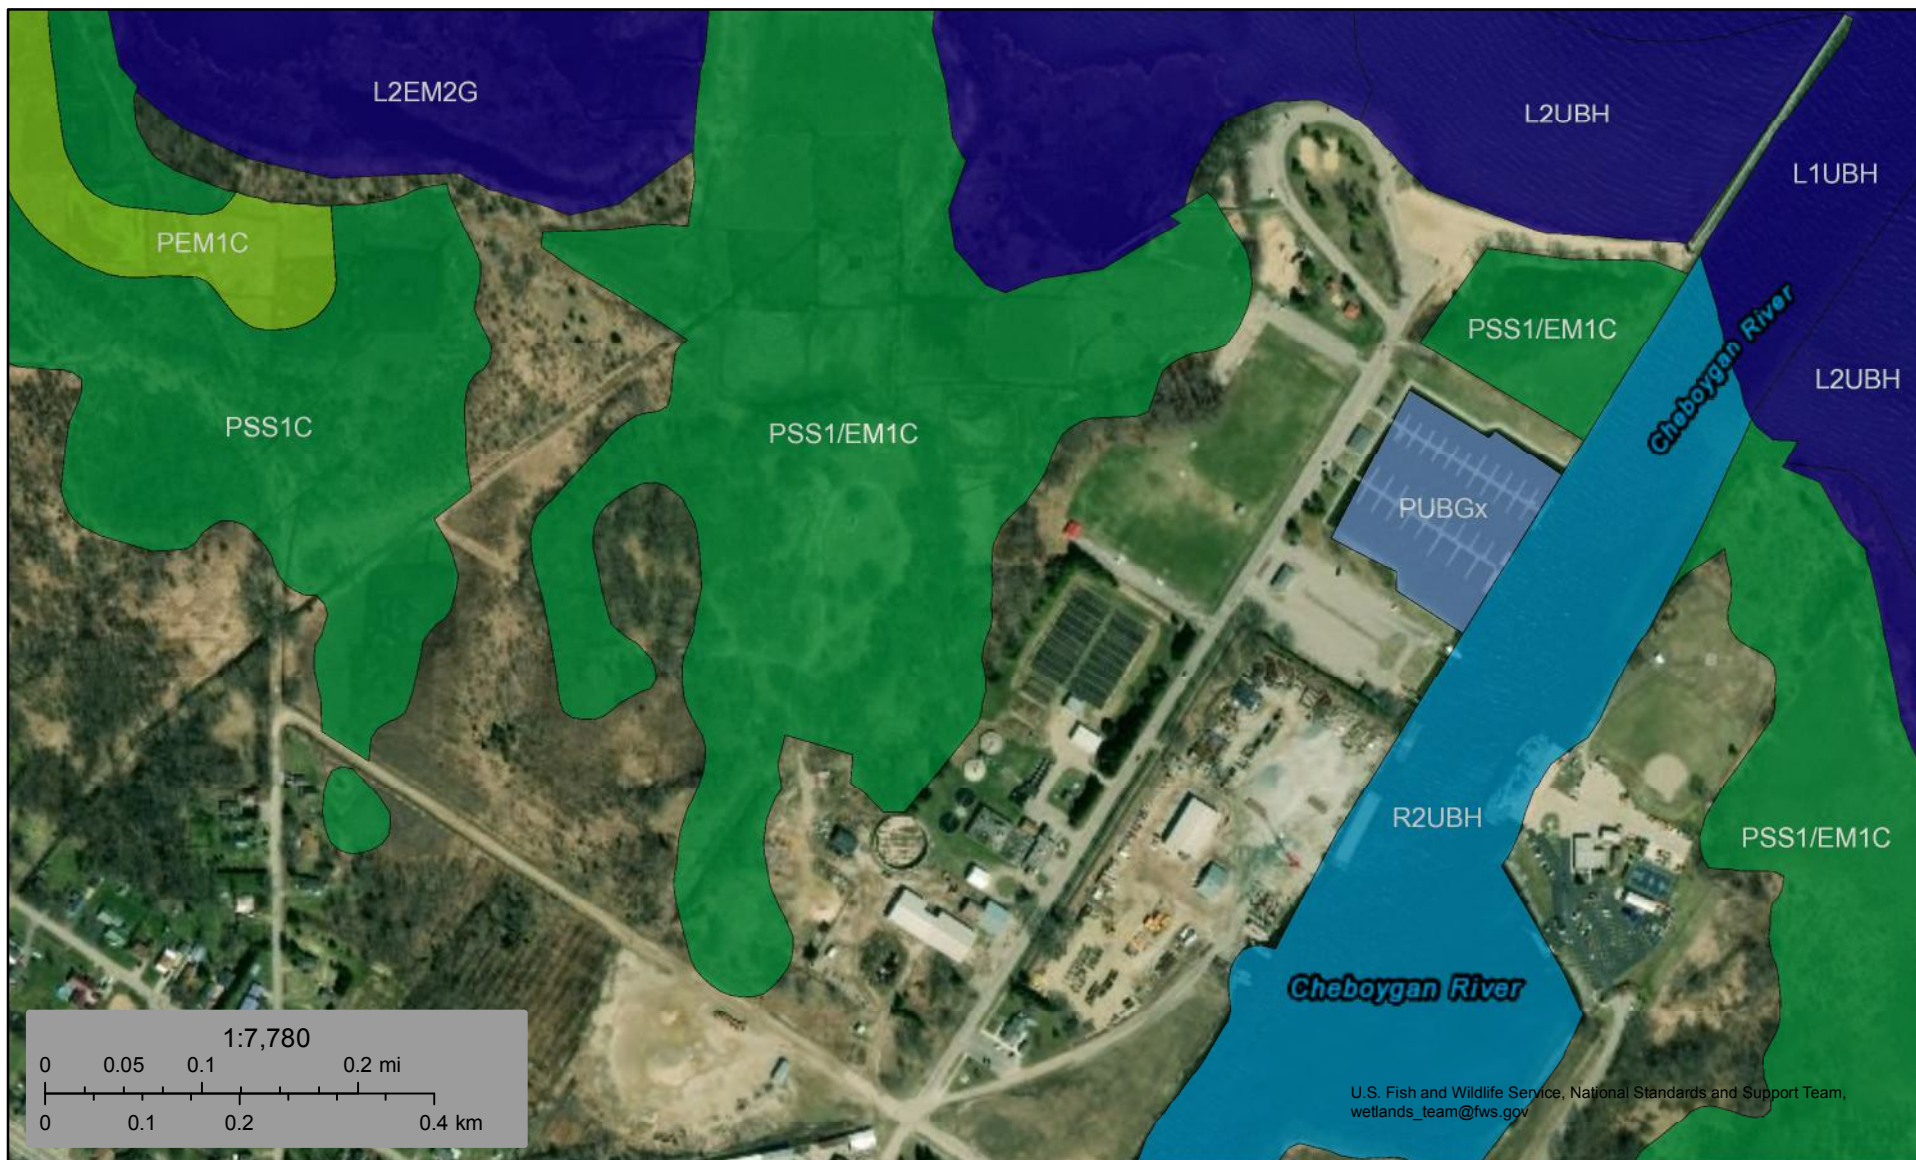 L2EM2G
L2UBH
L1UBH
PEM1C
PSS1/EM1C
Cheboygan River
L2UBH
PSS1C
PSS1/EM1C
PUBGx
R2UBH
PSS1/EM1C
Cheboygan River
1:7,780
0 0.05 0.1 0.2 mi
0 0.1 0.2 0.4 km
U.S. Fish and Wildlife Service, National Standards and Support Team,
wetlands_team@fws.gov